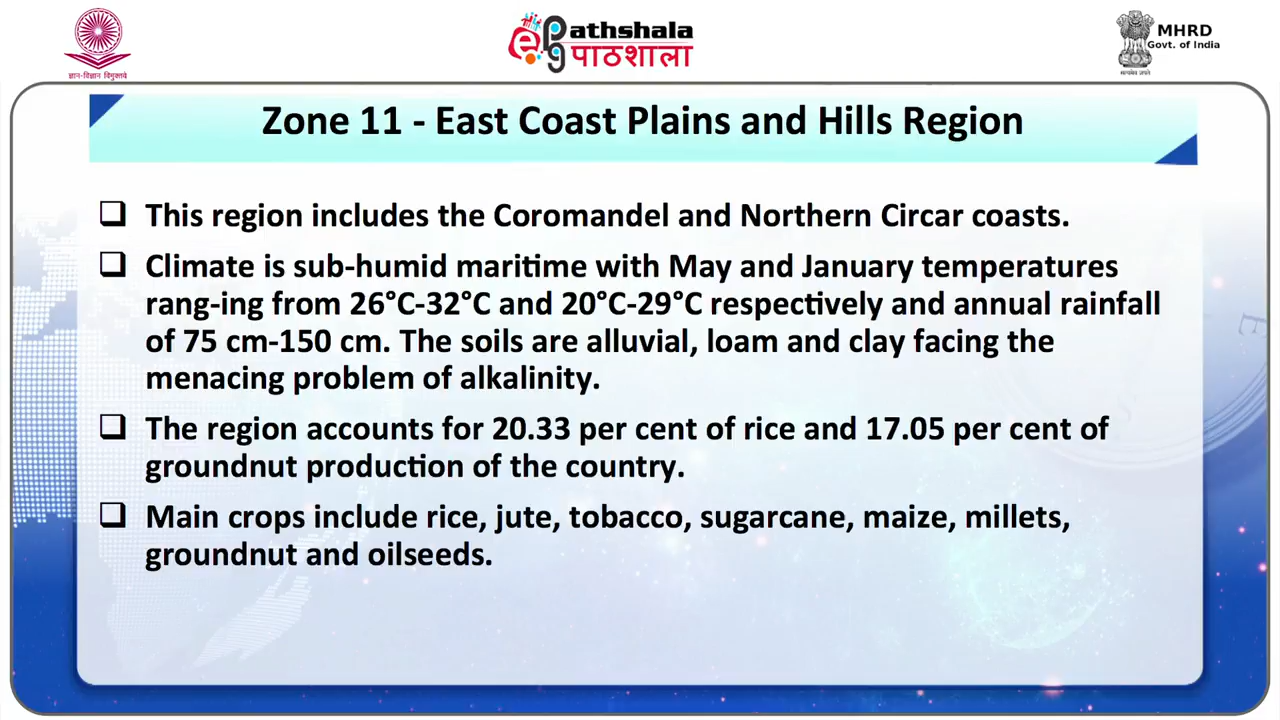 ज्ञान-विज्ञान विमुक्तये
epg Pathshala
पाठशाला
MHRD
Govt. of India
सत्यमेव जयते
Zone 11 - East Coast Plains and Hills Region
❑ This region includes the Coromandel and Northern Circar coasts.
❑ Climate is sub-humid maritime with May and January temperatures
rang-ing from 26°C-32°C and 20°C-29°C respectively and annual rainfall
of 75 cm-150 cm. The soils are alluvial, loam and clay facing the
menacing problem of alkalinity.
❑ The region accounts for 20.33 per cent of rice and 17.05 per cent of
groundnut production of the country.
❑ Main crops include rice, jute, tobacco, sugarcane, maize, millets,
groundnut and oilseeds.